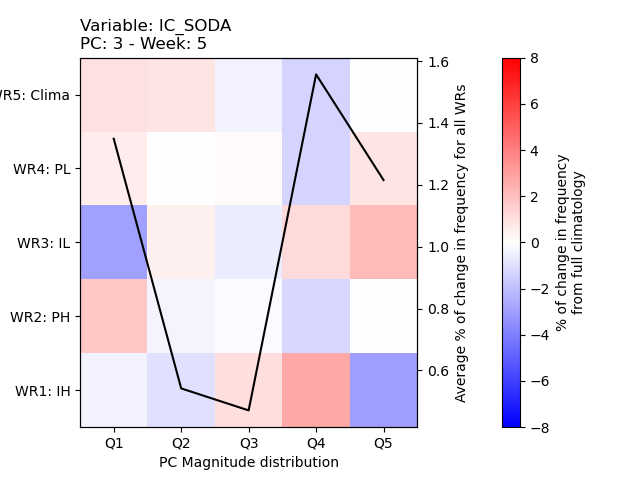 Variable: IC_SODA
PC: 3 - Week: 5
WR5: Clima
WR4: PL
WR3: IL
WR2: PH
WR1: IH
Q1 Q2 Q3 Q4 Q5
PC Magnitude distribution
1.6
1.4
1.2
1.0
0.8
0.6
Average % of change in frequency for all WRs
8
6
4
2
0
−2
−4
−6
−8
% of change in frequency
from full climatology